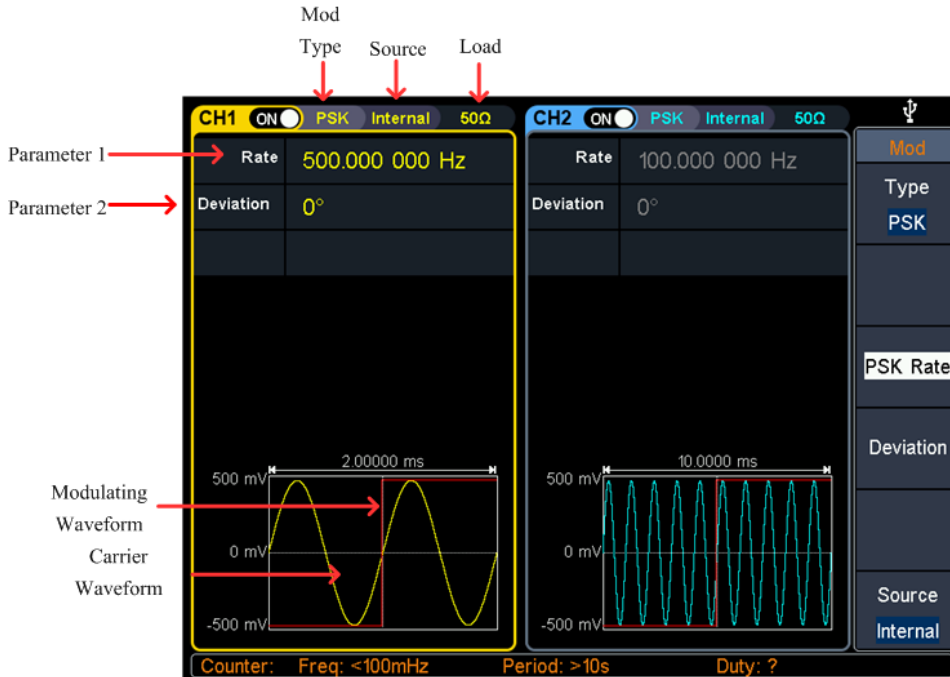 Mod
Type
Source
Load
CH1 ON PSK Internal 50Ω
CH2 ON PSK Internal 50Ω
Parameter 1
Rate 500.000 000 Hz
Rate 100.000 000 Hz
Parameter 2
Deviation 0°
Deviation 0°
Mod
Type
PSK
PSK Rate
Deviation
Source
Internal
2.00000 ms
500 mV
0 mV
-500 mV
10.0000 ms
500 mV
0 mV
-500 mV
Modulating
Waveform
Carrier
Waveform
Counter: Freq: <100mHz Period: >10s Duty: ?